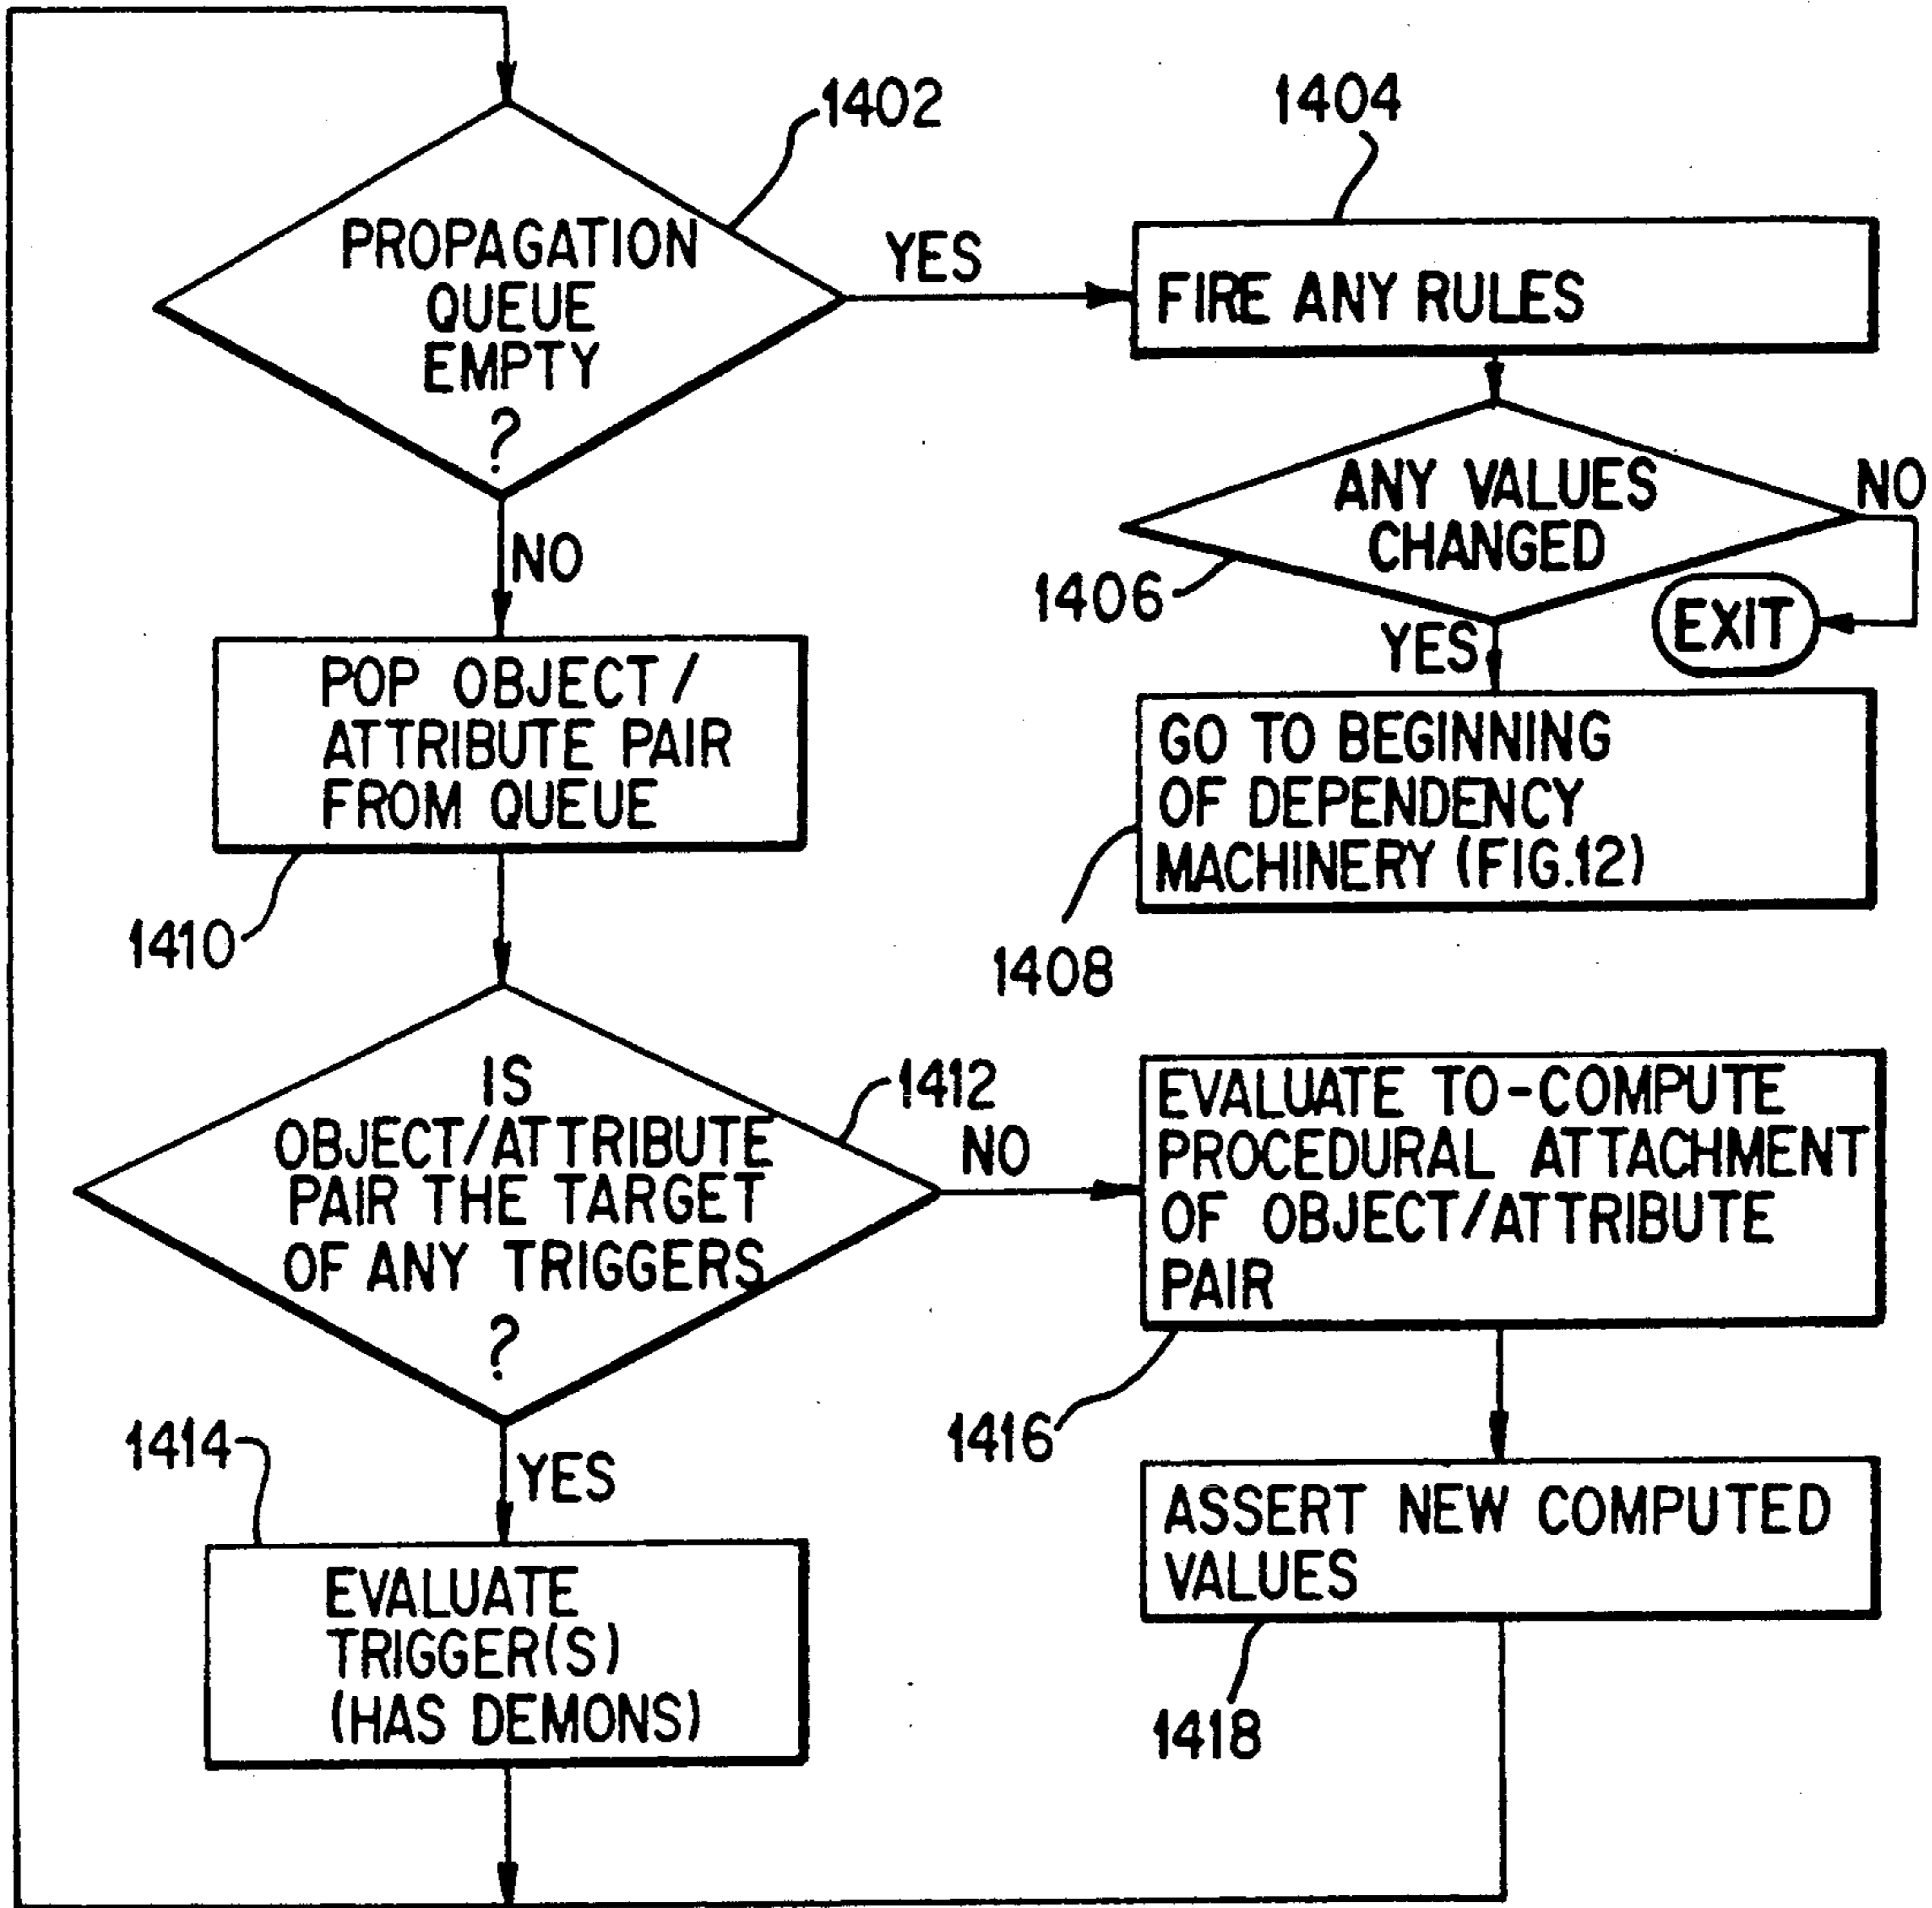 1402
PROPAGATION
QUEUE
EMPTY
?
YES
1404
FIRE ANY RULES
ANY VALUES
CHANGED
NO
1406
EXIT
YES
GO TO BEGINNING
OF DEPENDENCY
MACHINERY (FIG.12)
1408
NO
POP OBJECT/
ATTRIBUTE PAIR
FROM QUEUE
1410
IS
OBJECT/ATTRIBUTE
PAIR THE TARGET
OF ANY TRIGGERS
?
1412
NO
EVALUATE TO-COMPUTE
PROCEDURAL ATTACHMENT
OF OBJECT/ATTRIBUTE
PAIR
1416
ASSERT NEW COMPUTED
VALUES
1418
1414
YES
EVALUATE
TRIGGER(S)
(HAS DEMONS)